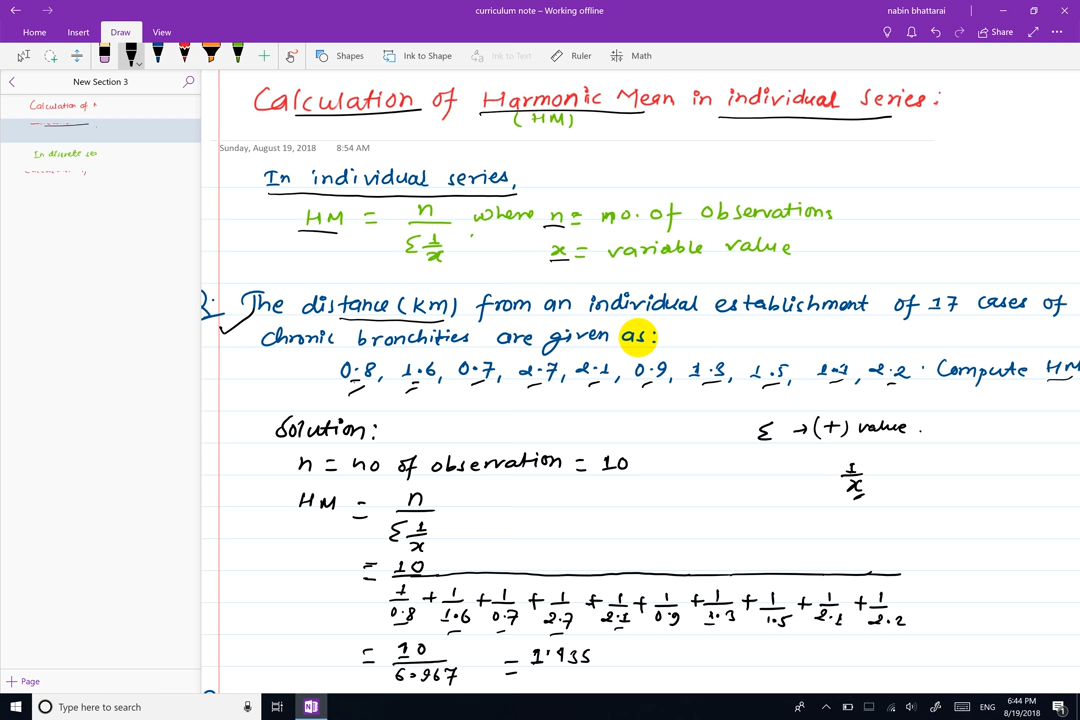 curriculum note – Working offline
nabin bhattarai
Home Insert Draw View
Share
Shapes Ink to Shape Ink to Text Ruler Math
New Section 3
Calculation of
In discrete se
Page
Calculation of Harmonic Mean in individual series:
(HM)
Sunday, August 19, 2018 8:54 AM
In individual series,
HM = n / Σ 1/x where n = no. of observations
x = variable value
The distance (KM) from an individual establishment of 17 cases of
chronic bronchities are given as:
0.8, 1.6, 0.7, 2.7, 2.1, 0.9, 1.3, 1.5, 2.2. Compute HM
Solution:
Σ → (+) value.
n = no of observation = 10
1/x
HM = n / Σ 1/x
= 10 / 1/0.8 + 1/1.6 + 1/0.7 + 1/2.7 + 1/2.1 + 1/0.9 + 1/1.3 + 1/1.5 + 1/2.1 + 1/2.2
= 10 / 6.967 = 1.435
Type here to search
ENG
6:44 PM
8/19/2018